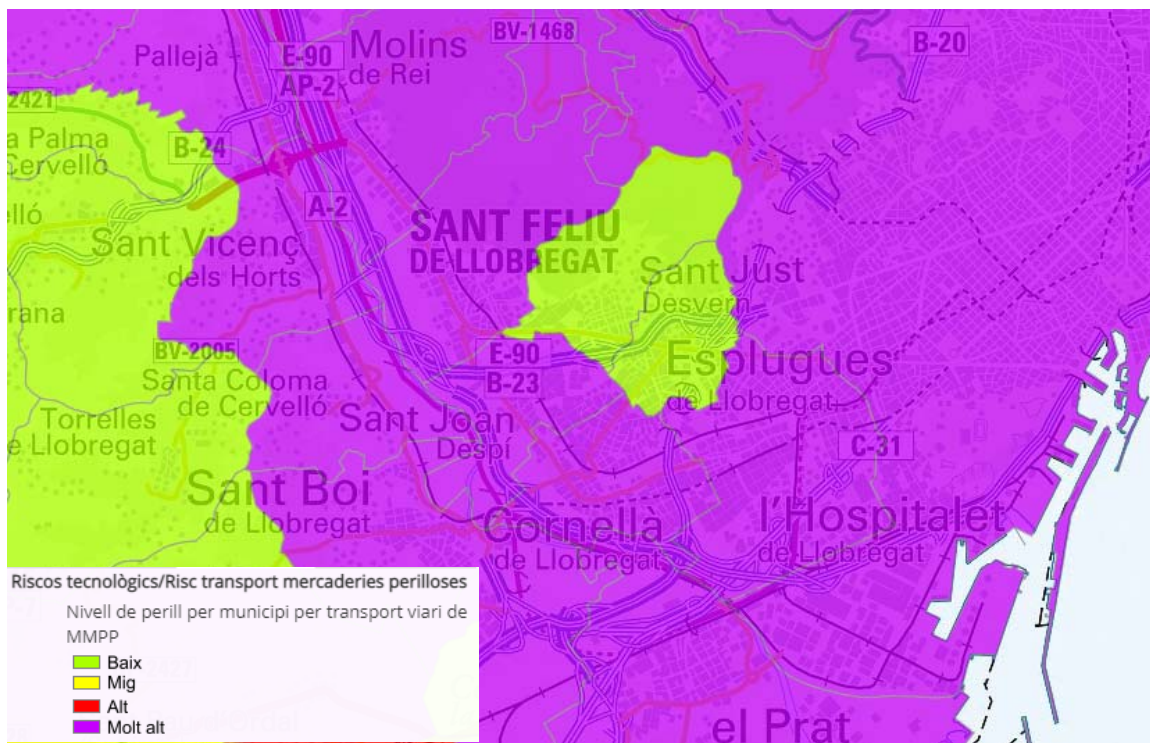 BV-1468
B-20
Pallejà
E-90
AP-2
Molins
de Rei
2421
a Palma
Cervelló
B-24
A-2
SANT FELIU
DE LLOBREGAT
elló
Sant Vicenç
dels Horts
Sant Just
Desvern
rana
BV-2005
E-90
B-23
Esplugues
de Llobregat
Santa Coloma
de Cervelló
Torrelles
e Llobregat
Sant Joan
Despí
C-31
Sant Boi
de Llobregat
Cornellà
de Llobregat
l'Hospitalet
de Llobregat
el Prat
Riscos tecnològics/Risc transport mercaderies perilloses
Nivell de perill per municipi per transport viari de
MMPP
Baix
Mig
Alt
Molt alt